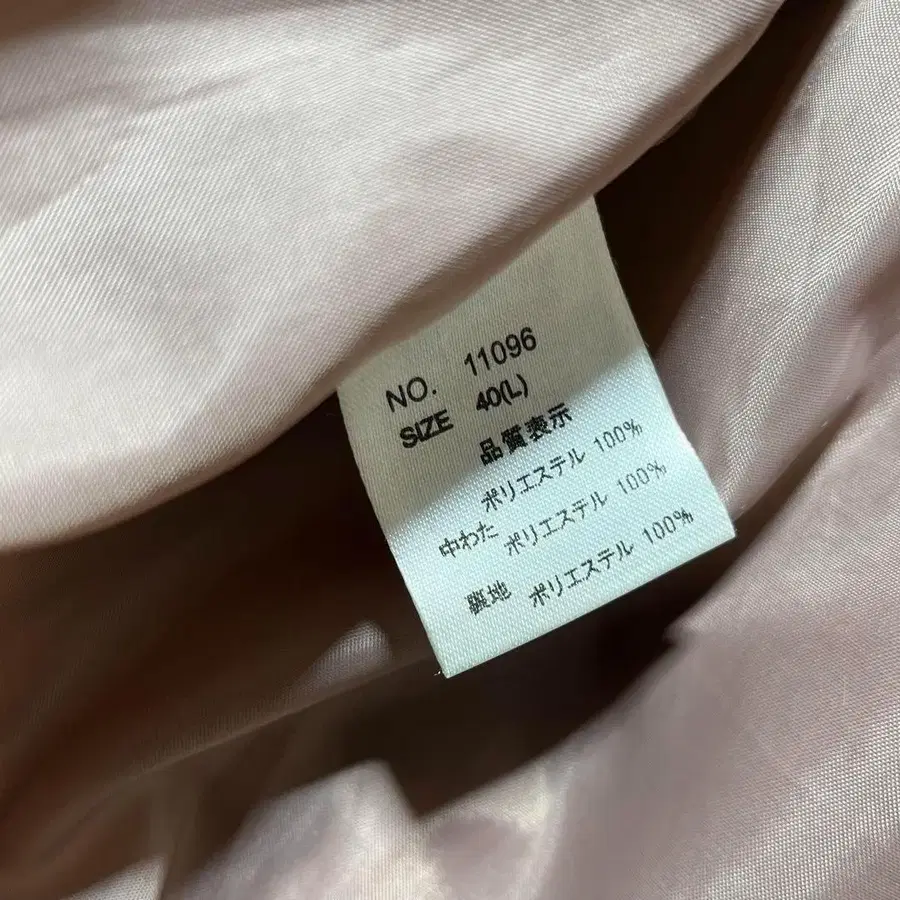 NO. 11096
SIZE 40(L)
品質表示
ポリエステル 100%
中わた ポリエステル 100%
裏地 ポリエステル 100%